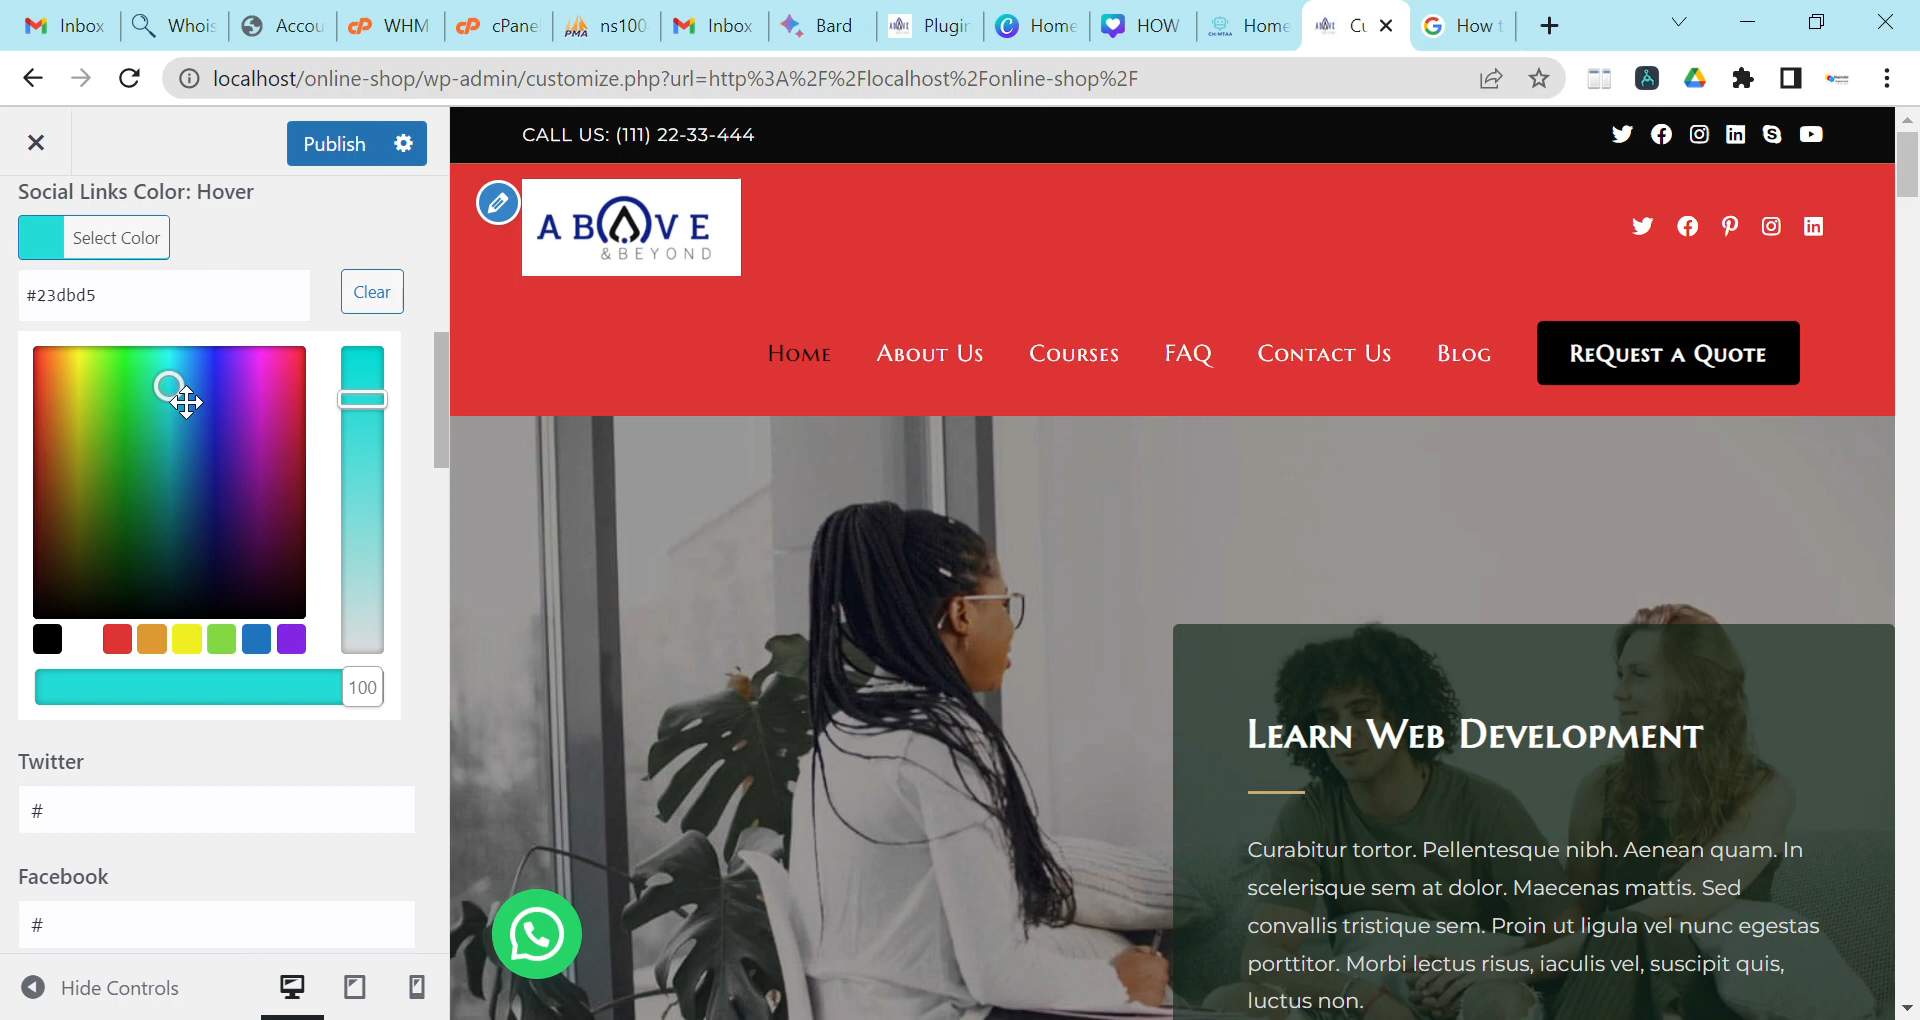 Inbox
Whois
Accou
WHM
cPane
PMA
ns100
Inbox
Bard
Plugin
Home
HOW
CH-MTAA
Home
Cu
How t
localhost/online-shop/wp-admin/customize.php?url=http%3A%2F%2Flocalhost%2Fonline-shop%2F
Publish
Social Links Color: Hover
Select Color
#23dbd5
Clear
100
Twitter
#
Facebook
#
Hide Controls
CALL US: (111) 22-33-444
ABOVE
& BEYOND
Home About Us Courses FAQ Contact Us Blog ReQuest a Quote
Learn Web Development
Curabitur tortor. Pellentesque nibh. Aenean quam. In
scelerisque sem at dolor. Maecenas mattis. Sed
convallis tristique sem. Proin ut ligula vel nunc egestas
porttitor. Morbi lectus risus, iaculis vel, suscipit quis,
luctus non.